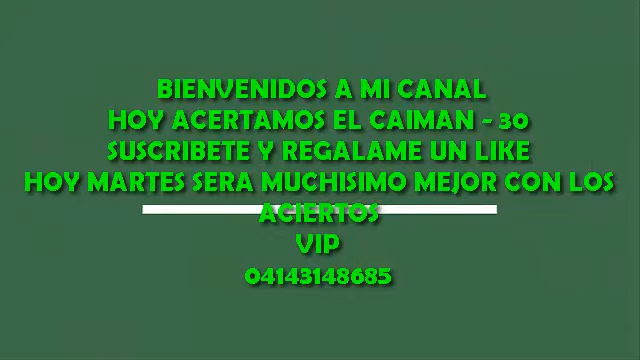 BIENVENIDOS A MI CANAL
HOY ACERTAMOS EL CAIMAN - 30
SUSCRIBETE Y REGALAME UN LIKE
HOY MARTES SERA MUCHISIMO MEJOR CON LOS
ACIERTOS
VIP
04143148685